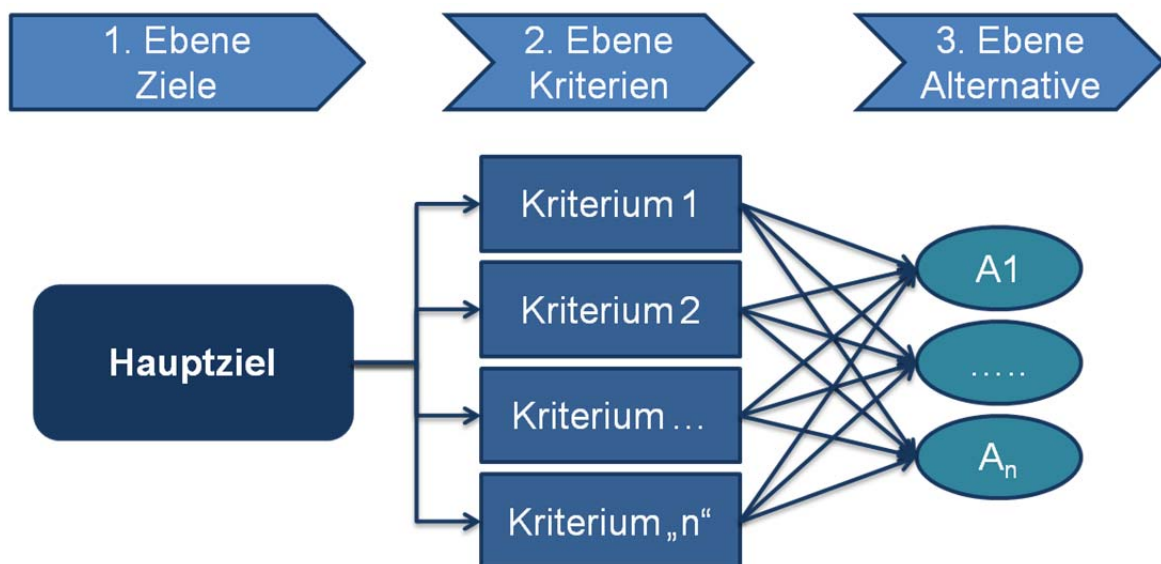 1. Ebene
Ziele
2. Ebene
Kriterien
3. Ebene
Alternative
Hauptziel
Kriterium 1
Kriterium 2
Kriterium ...
Kriterium „n“
A1
.....
Aₙ